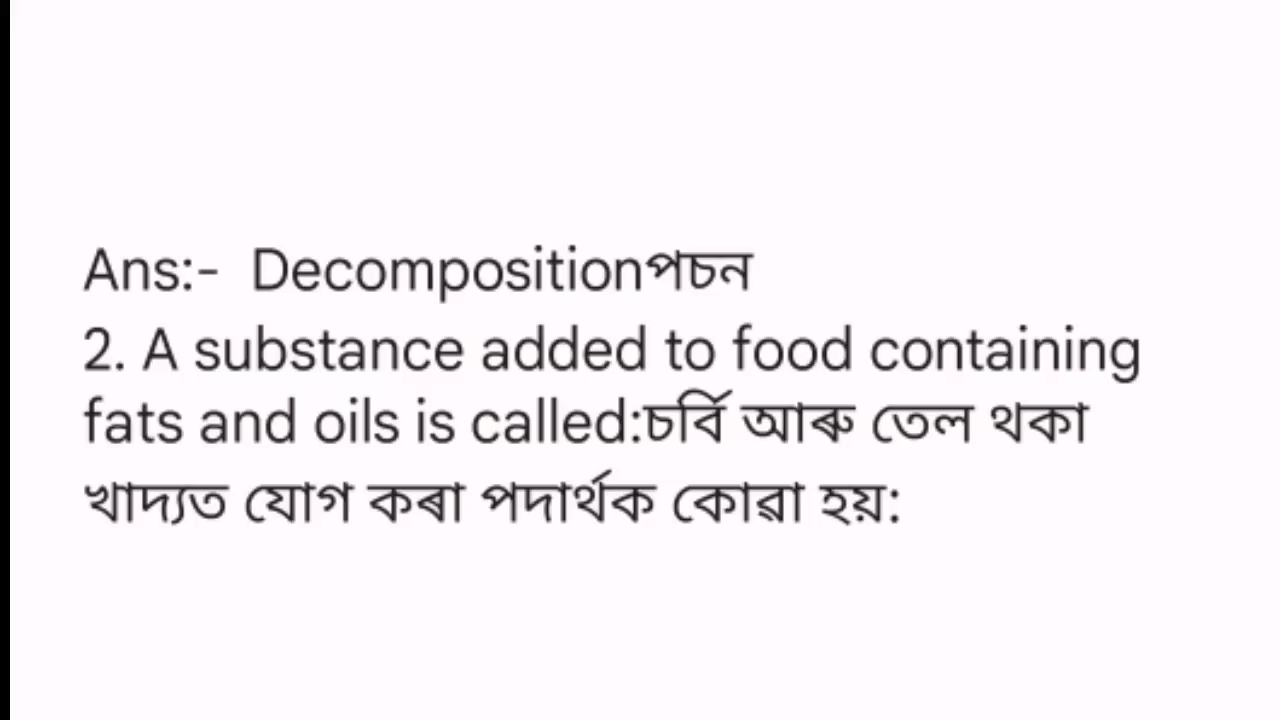 Ans:-  Decompositionপচন
2. A substance added to food containing
fats and oils is called:চৰ্বি আৰু তেল থকা
খাদ্যত যোগ কৰা পদাৰ্থক কোৱা হয়: